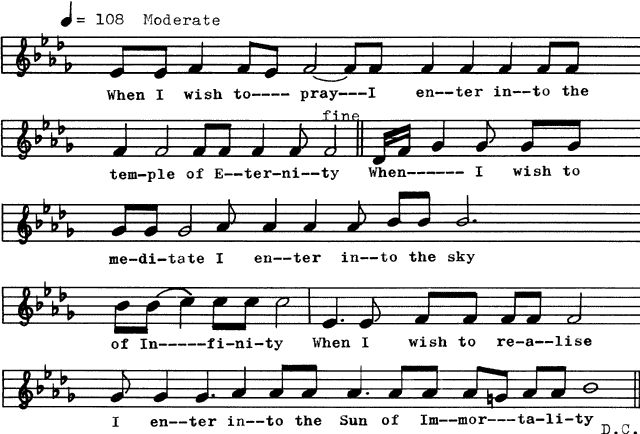 = 108 Moderate
When I wish to---- pray---I en--ter in--to the
fine
tem-ple of E--ter-ni--ty When------ I wish to
me-di-tate I en--ter in--to the sky
of In-----fi-ni-ty When I wish to re-a--lise
I en--ter in--to the Sun of Im--mor---ta-li-ty
D.C.